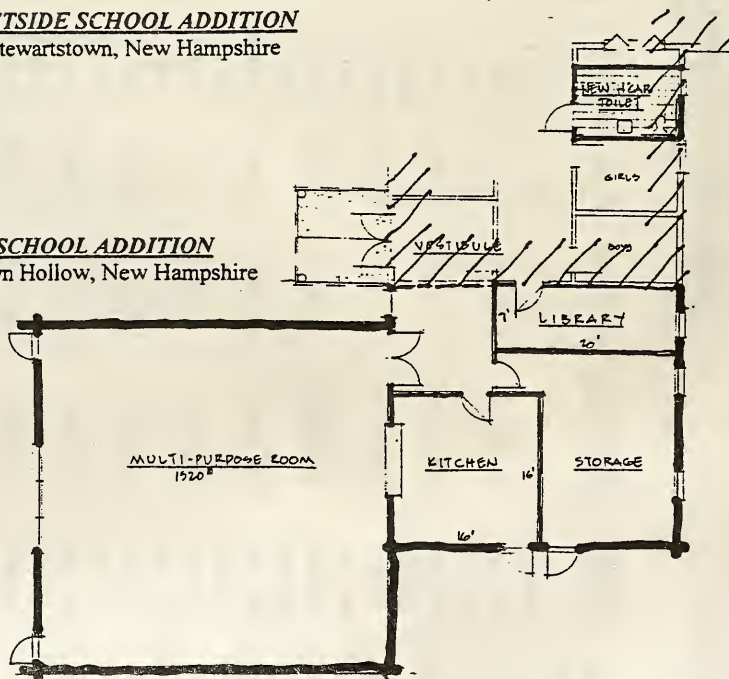 TSIDE SCHOOL ADDITION
tewartstown, New Hampshire
NEW H'CAP
TOILET
GIRLS
VESTIBULE
BOYS
SCHOOL ADDITION
n Hollow, New Hampshire
7'
LIBRARY
20'
MULTI-PURPOSE ROOM
1520
KITCHEN
STORAGE
16'
16'